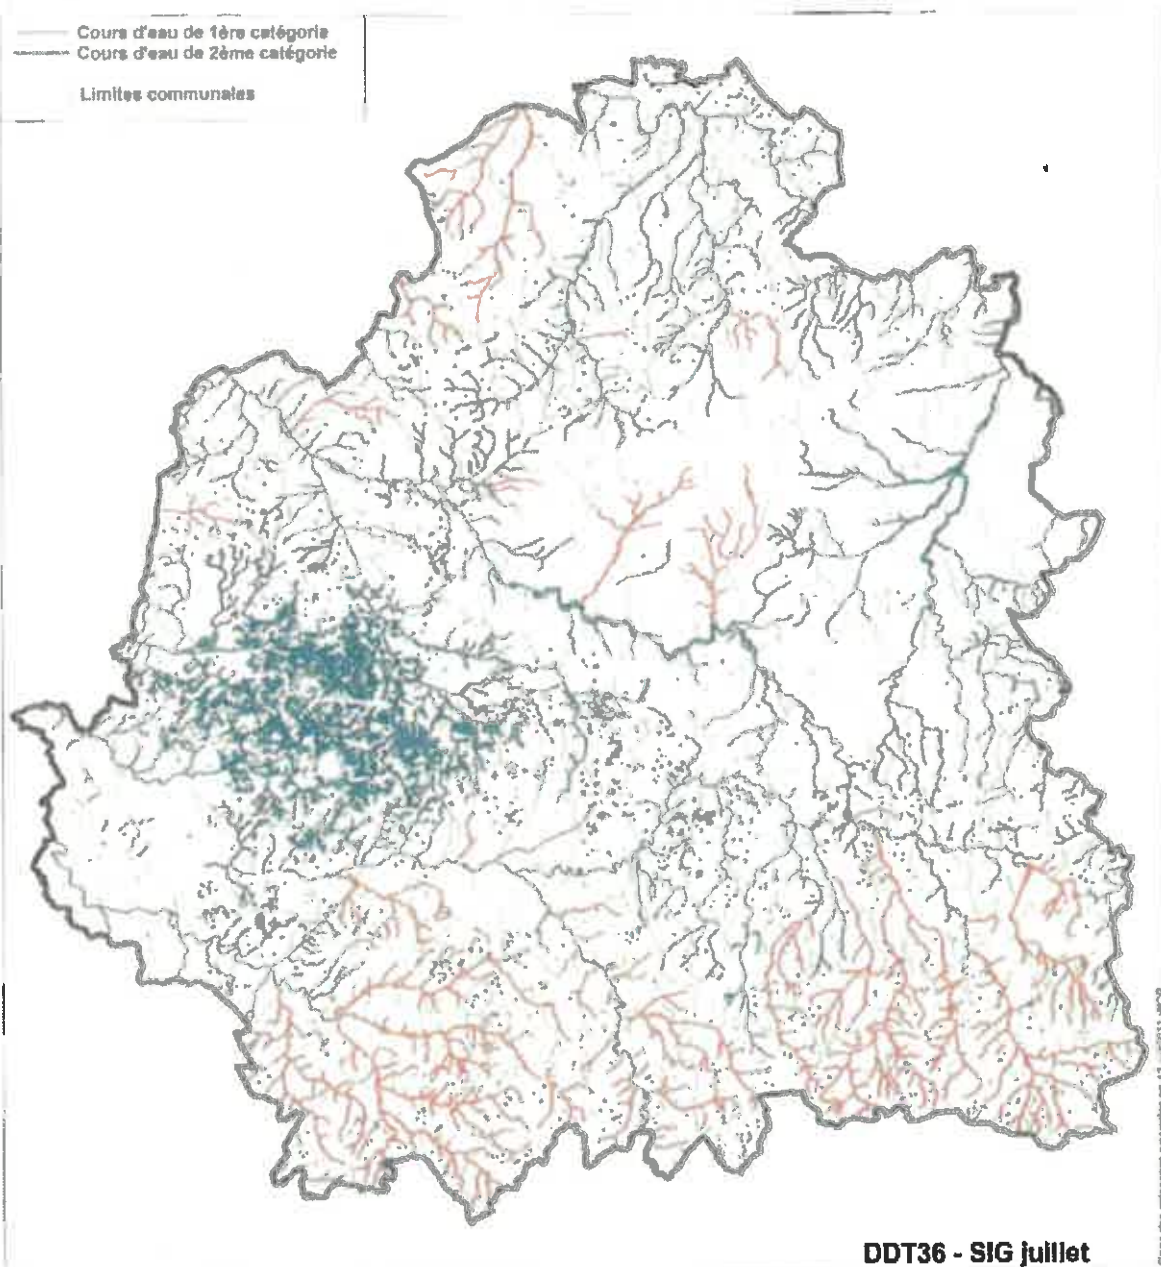 Cours d'eau de 1ère catégorie
Cours d'eau de 2ème catégorie
Limites communales
DDT36 - SIG juillet